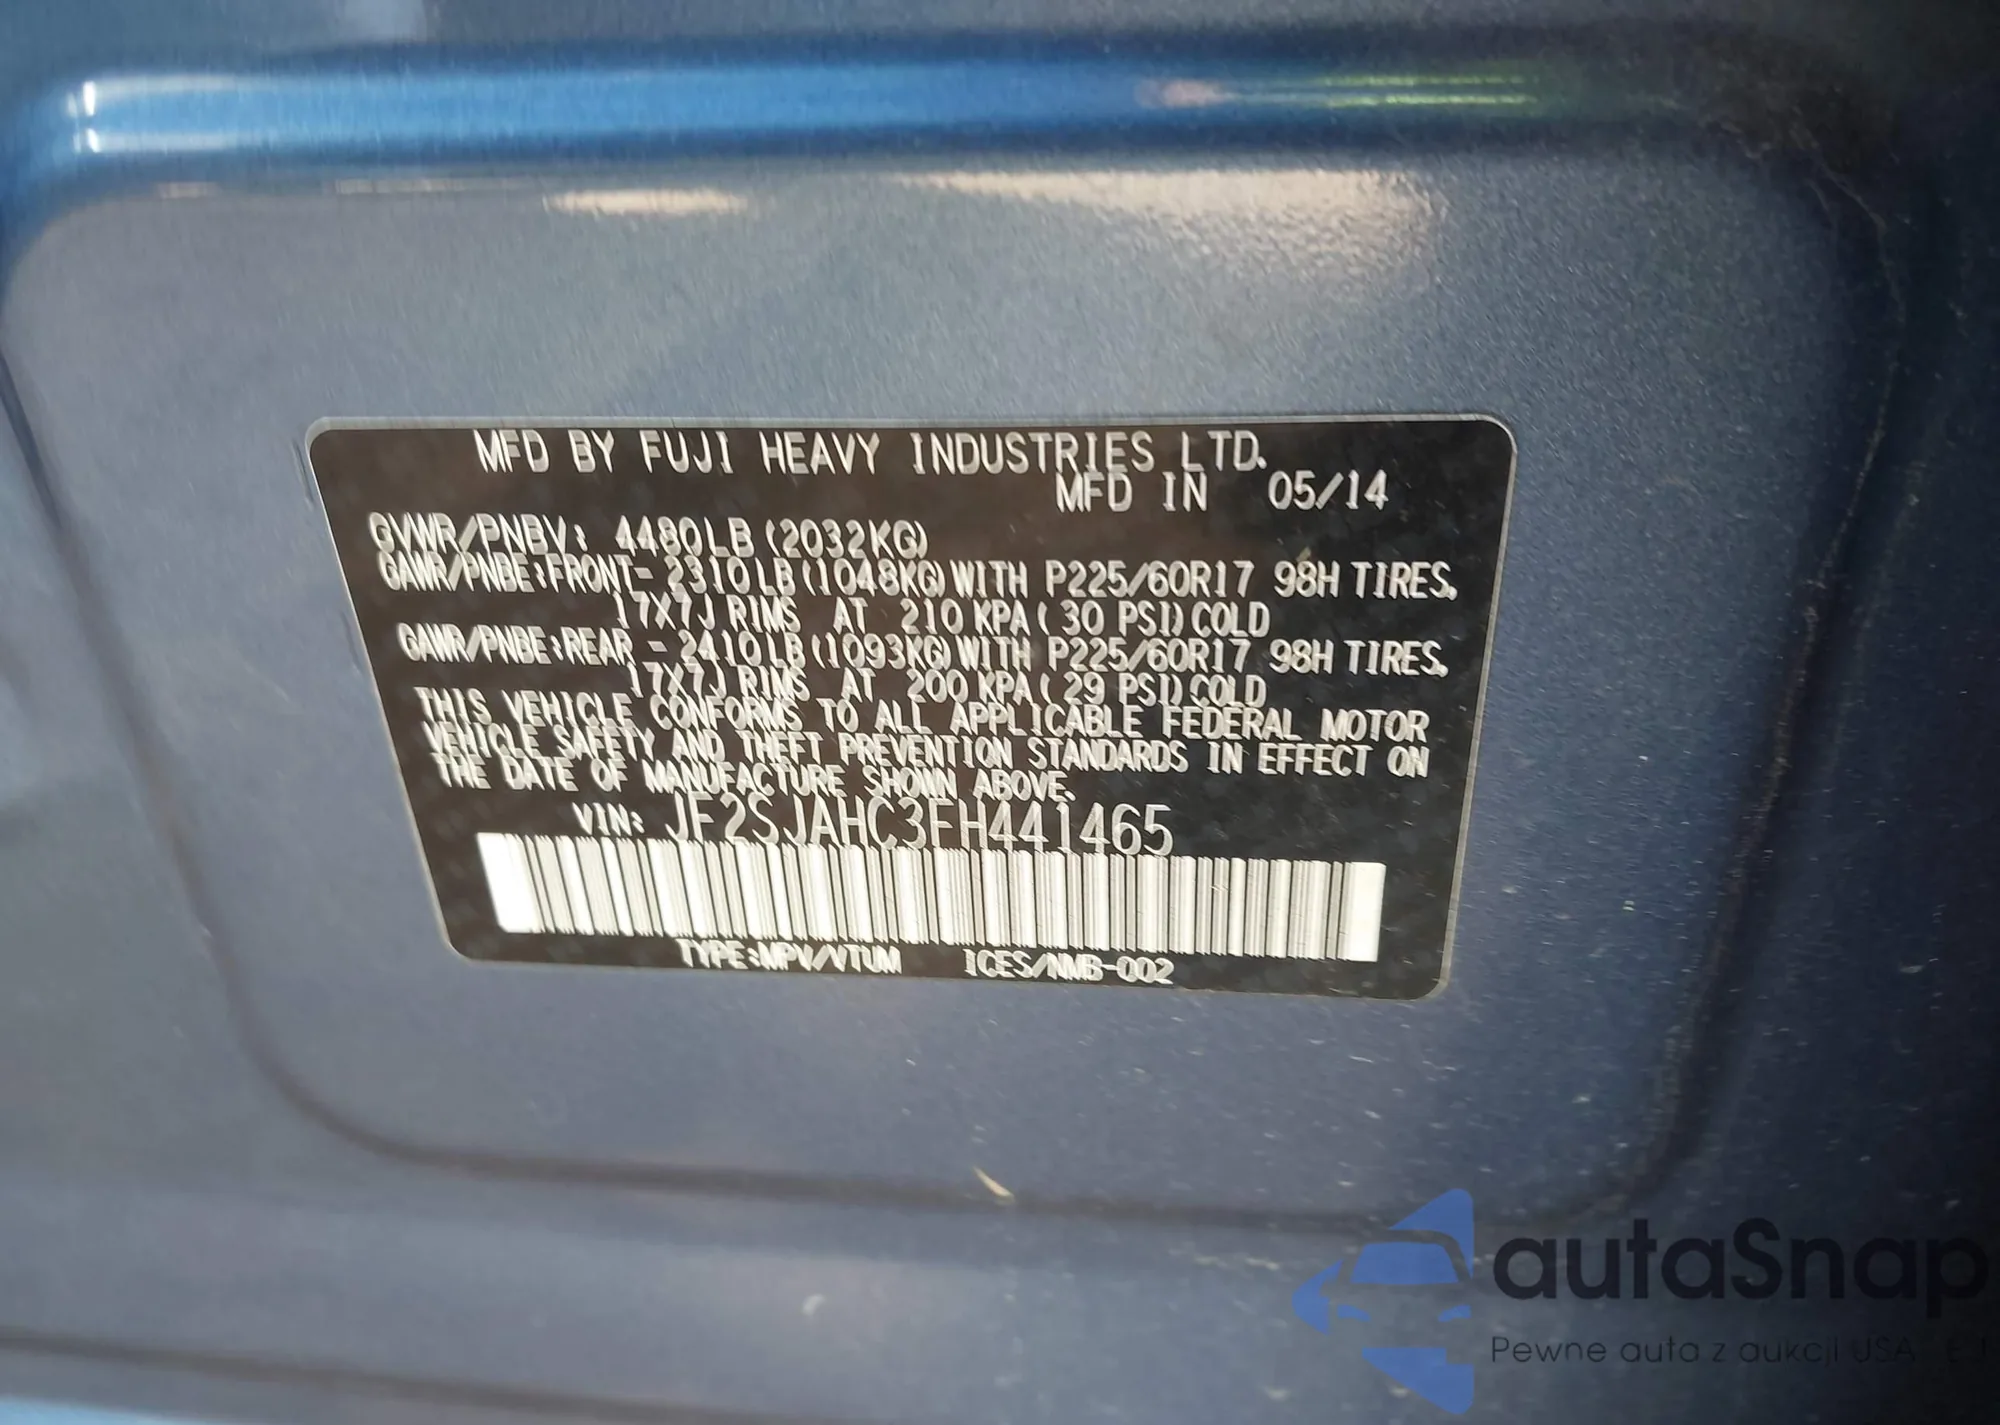 MFD BY FUJI HEAVY INDUSTRIES LTD.
MFD IN 05/14
GVWR/PNBV: 4480LB (2032KG)
GAWR/PNBE:FRONT- 2310LB(1048KG)WITH P225/60R17 98H TIRES,
17X7J RIMS AT 210 KPA( 30 PSI)COLD
GAWR/PNBE:REAR - 2410LB(1093KG)WITH P225/60R17 98H TIRES,
17X7J RIMS AT 200 KPA( 29 PSI)COLD
THIS VEHICLE CONFORMS TO ALL APPLICABLE FEDERAL MOTOR
VEHICLE SAFETY AND THEFT PREVENTION STANDARDS IN EFFECT ON
THE DATE OF MANUFACTURE SHOWN ABOVE.
VIN: JF2SJAHC3FH441465
TYPE:MPV/VTUM ICES/NMB-002
autaSnap
Pewne auta z aukcji USA